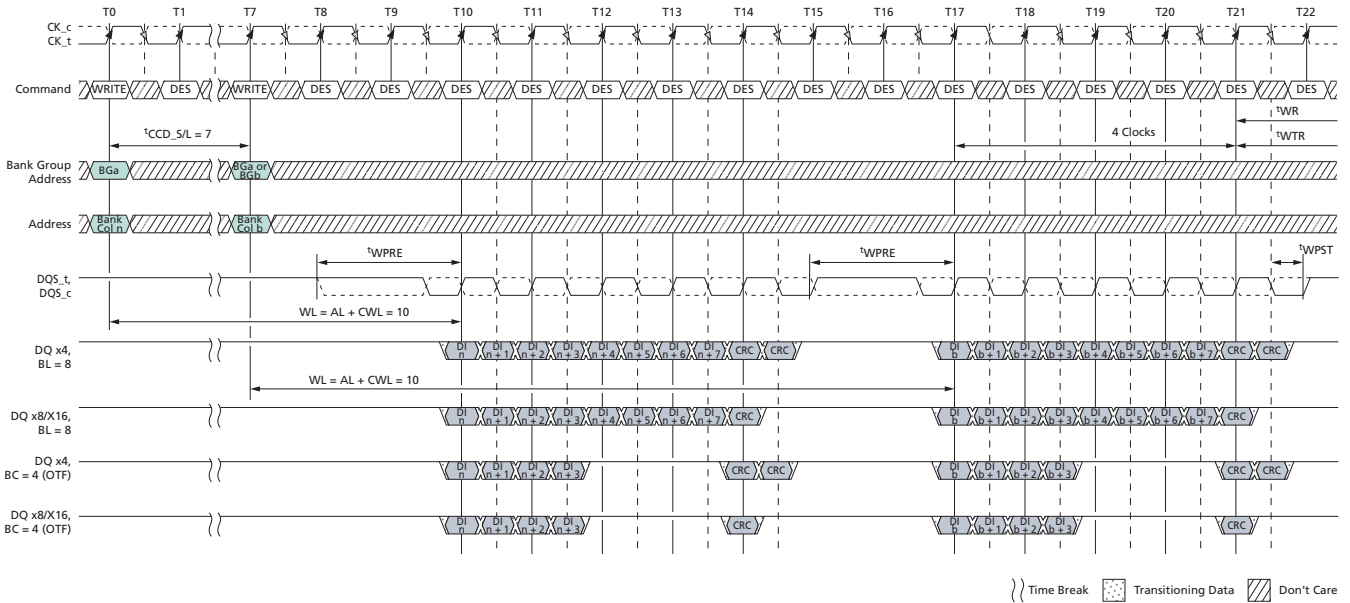 T0 T1 T7 T8 T9 T10 T11 T12 T13 T14 T15 T16 T17 T18 T19 T20 T21 T22
CK_c
CK_t
Command WRITE DES WRITE DES DES DES DES DES DES DES DES DES DES DES DES DES DES DES
tWR
tCCD_S/L = 7
4 Clocks
tWTR
Bank Group
Address
BGa
BGa or
BGb
Address
Bank
Col n
Bank
Col b
tWPRE
tWPRE
tWPST
DQS_t,
DQS_c
WL = AL + CWL = 10
DQ x4,
BL = 8
DI n DI n + 1 DI n + 2 DI n + 3 DI n + 4 DI n + 5 DI n + 6 DI n + 7 CRC CRC DI b DI b + 1 DI b + 2 DI b + 3 DI b + 4 DI b + 5 DI b + 6 DI b + 7 CRC CRC
WL = AL + CWL = 10
DQ x8/X16,
BL = 8
DI n DI n + 1 DI n + 2 DI n + 3 DI n + 4 DI n + 5 DI n + 6 DI n + 7 CRC DI b DI b + 1 DI b + 2 DI b + 3 DI b + 4 DI b + 5 DI b + 6 DI b + 7 CRC
DQ x4,
BC = 4 (OTF)
DI n DI n + 1 DI n + 2 DI n + 3 CRC CRC DI b DI b + 1 DI b + 2 DI b + 3 CRC CRC
DQ x8/X16,
BC = 4 (OTF)
DI n DI n + 1 DI n + 2 DI n + 3 CRC DI b DI b + 1 DI b + 2 DI b + 3 CRC
Time Break Transitioning Data Don't Care